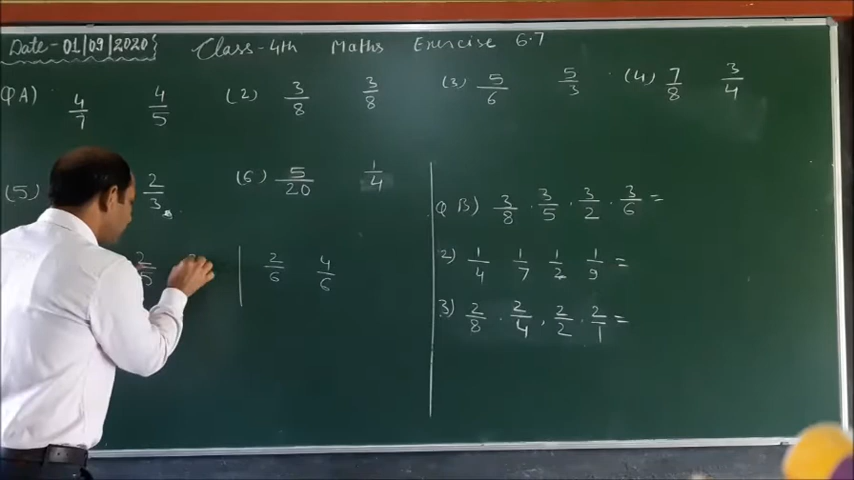 Date-01/09/2020 Class-4th Maths Exercise 6.7
Q A) 4/7 4/5 (2) 3/8 3/8 (3) 5/6 5/3 (4) 7/8 3/4
(5) 2/3 (6) 5/20 1/4
Q B) 3/8 . 3/5 . 3/2 . 3/6 =
2/5 2/6 4/6
2) 1/4 1/7 1/2 1/9 =
3) 2/8 . 2/4 , 2/2 . 2/1 =